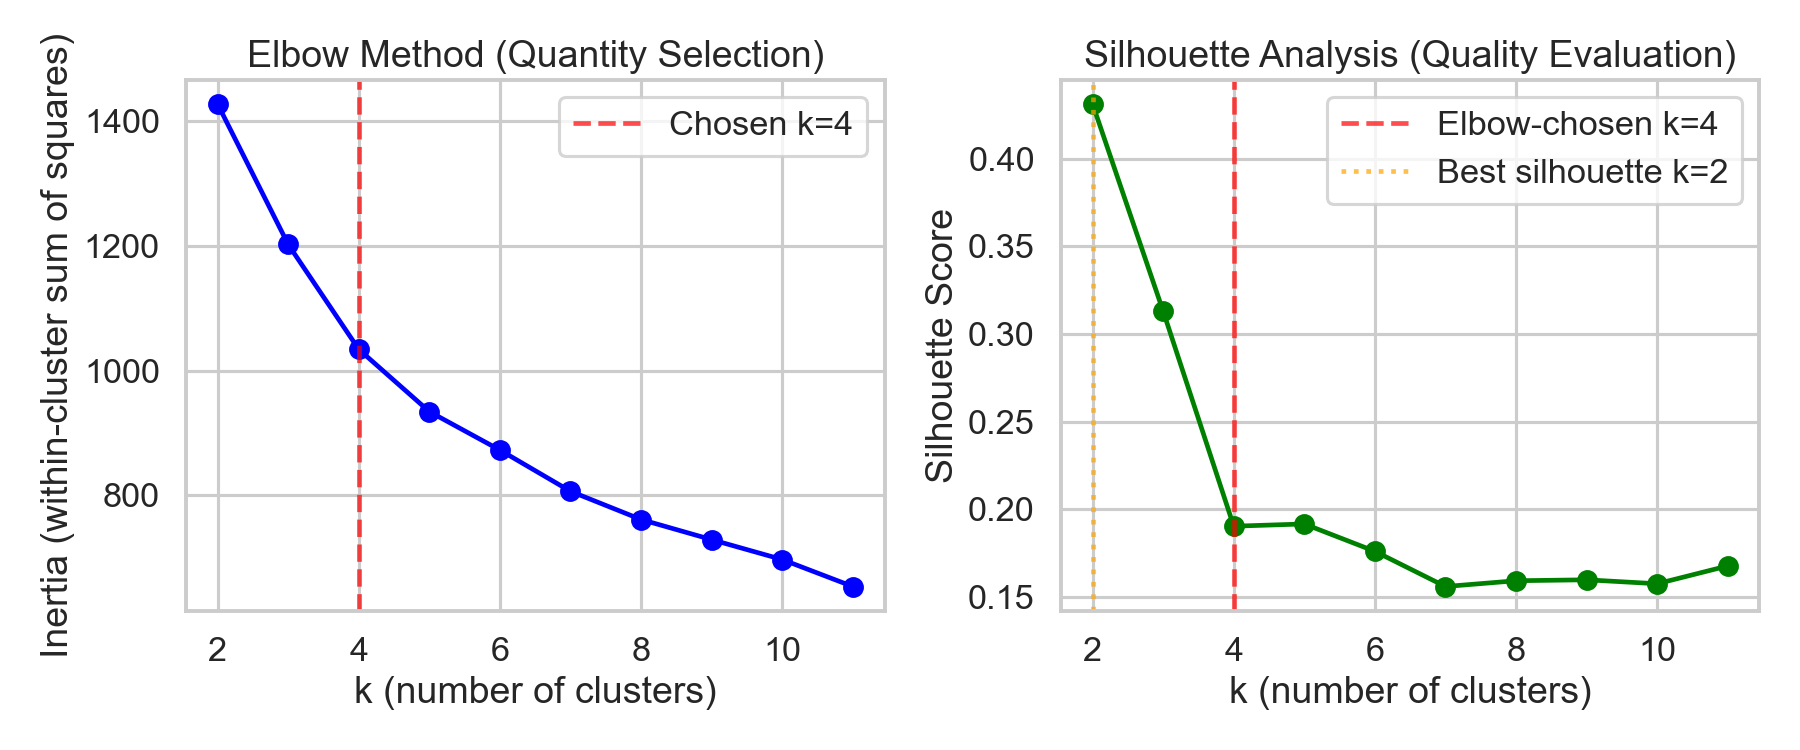 Elbow Method (Quantity Selection)
Inertia (within-cluster sum of squares)
1400
1200
1000
800
Chosen k=4
2 4 6 8 10
k (number of clusters)
Silhouette Analysis (Quality Evaluation)
Silhouette Score
0.40
0.35
0.30
0.25
0.20
0.15
Elbow-chosen k=4
Best silhouette k=2
2 4 6 8 10
k (number of clusters)